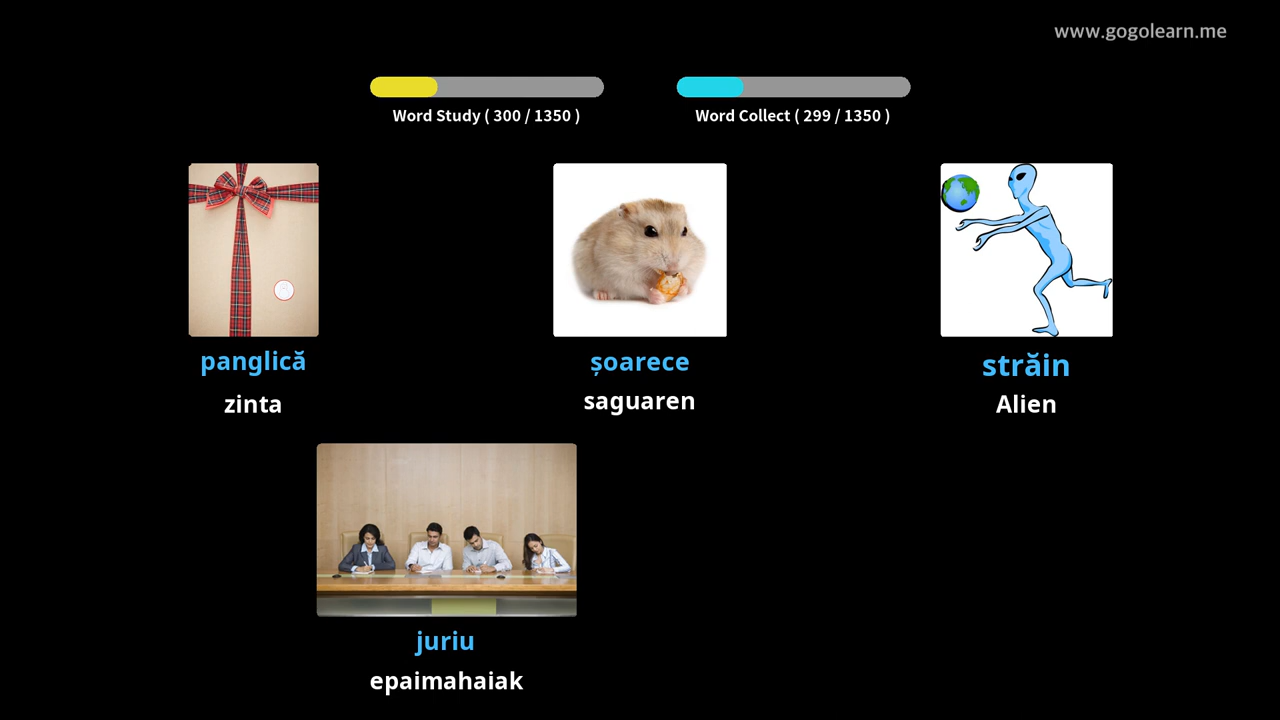 www.gogolearn.me
Word Study ( 300 / 1350 )
Word Collect ( 299 / 1350 )
panglică
șoarece
străin
zinta
saguaren
Alien
juriu
epaimahaiak